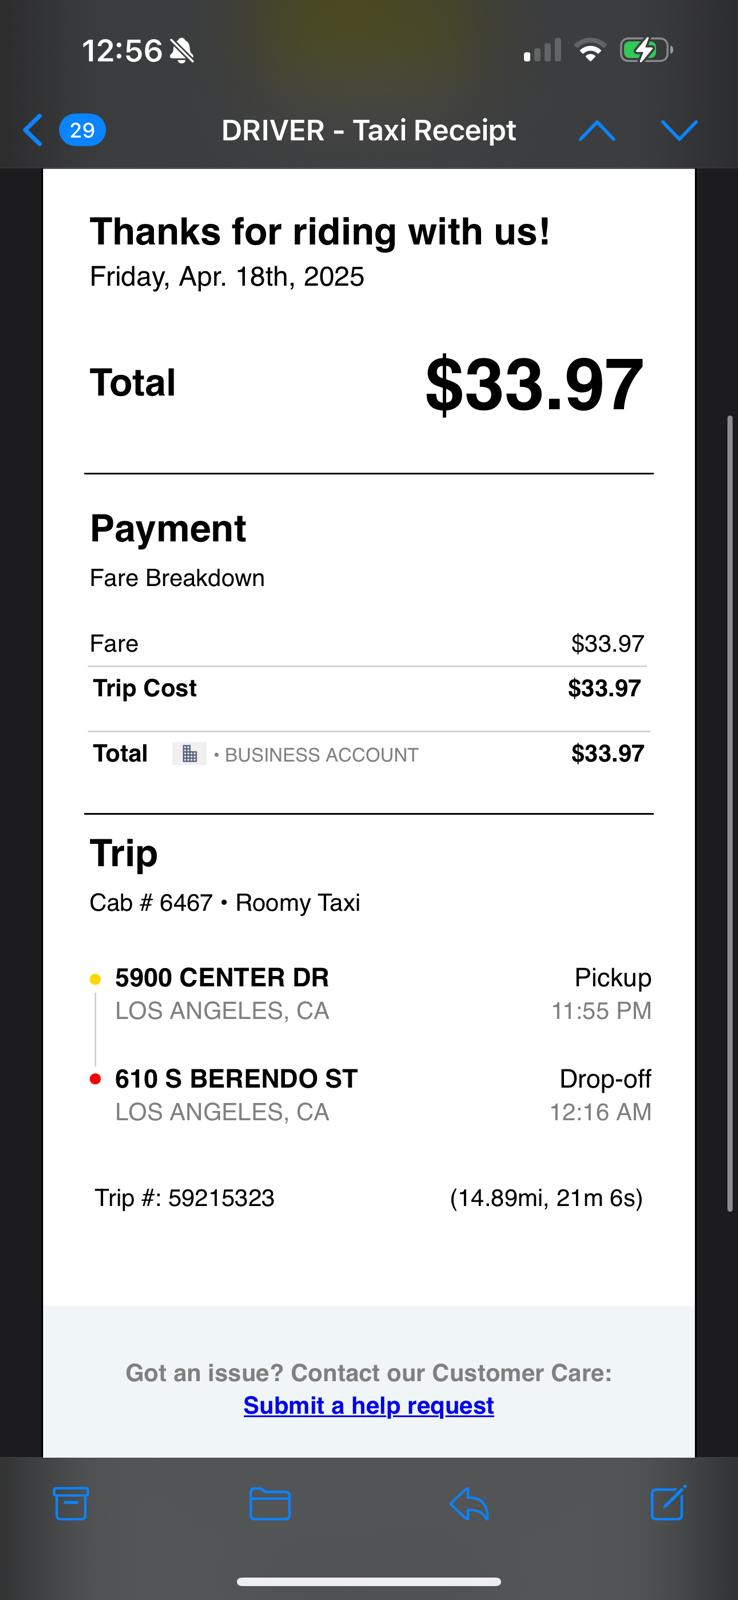 12:56
29 DRIVER - Taxi Receipt
Thanks for riding with us!
Friday, Apr. 18th, 2025
Total $33.97
Payment
Fare Breakdown
Fare $33.97
Trip Cost $33.97
Total • BUSINESS ACCOUNT $33.97
Trip
Cab # 6467 • Roomy Taxi
5900 CENTER DR Pickup
LOS ANGELES, CA 11:55 PM
610 S BERENDO ST Drop-off
LOS ANGELES, CA 12:16 AM
Trip #: 59215323 (14.89mi, 21m 6s)
Got an issue? Contact our Customer Care:
Submit a help request